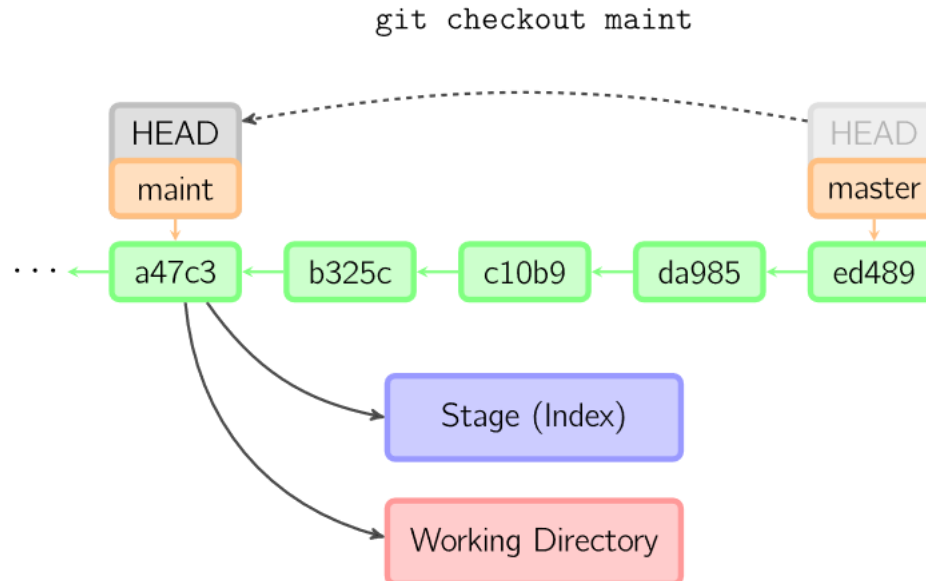 git checkout maint
HEAD
HEAD
maint
master
... a47c3 b325c c10b9 da985 ed489
Stage (Index)
Working Directory